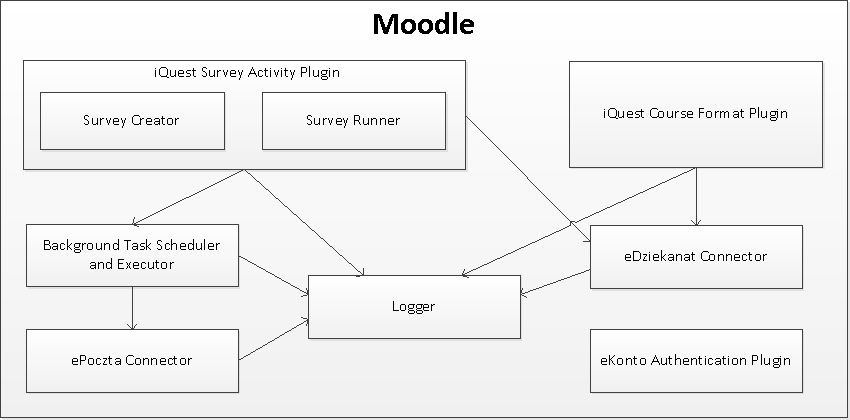 Moodle
iQuest Survey Activity Plugin
Survey Creator
Survey Runner
iQuest Course Format Plugin
Background Task Scheduler
and Executor
eDziekanat Connector
Logger
ePoczta Connector
eKonto Authentication Plugin